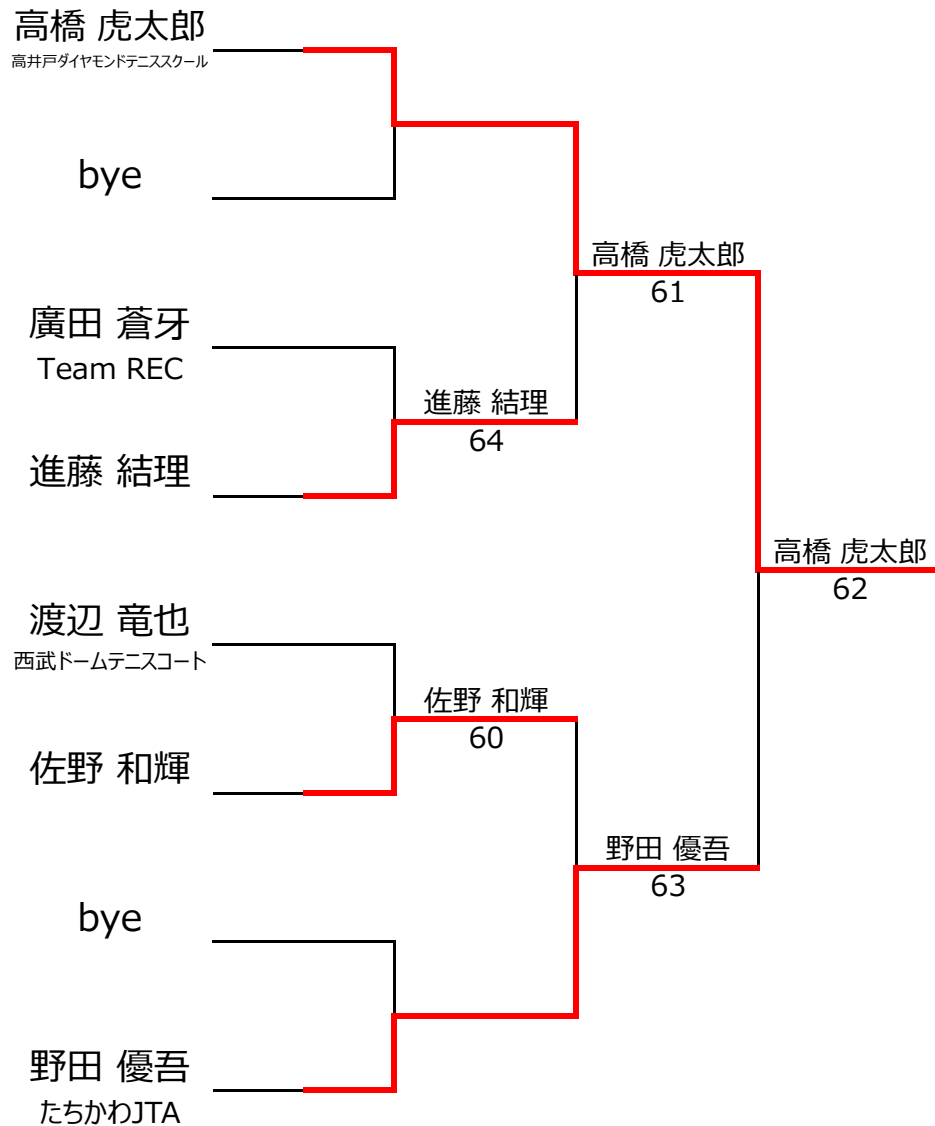 高橋 虎太郎
高井戸ダイヤモンドテニススクール
bye
廣田 蒼牙
Team REC
進藤 結理
渡辺 竜也
西武ドームテニスコート
佐野 和輝
bye
野田 優吾
たちかわJTA
進藤 結理
64
佐野 和輝
60
高橋 虎太郎
61
野田 優吾
63
高橋 虎太郎
62